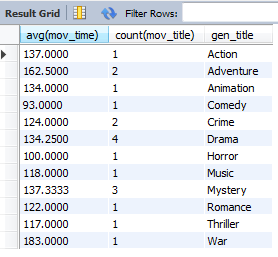 Result Grid Filter Rows:
avg(mov_time) count(mov_title) gen_title
137.0000 1 Action
162.5000 2 Adventure
134.0000 1 Animation
93.0000 1 Comedy
124.0000 2 Crime
134.2500 4 Drama
100.0000 1 Horror
118.0000 1 Music
137.3333 3 Mystery
122.0000 1 Romance
117.0000 1 Thriller
183.0000 1 War